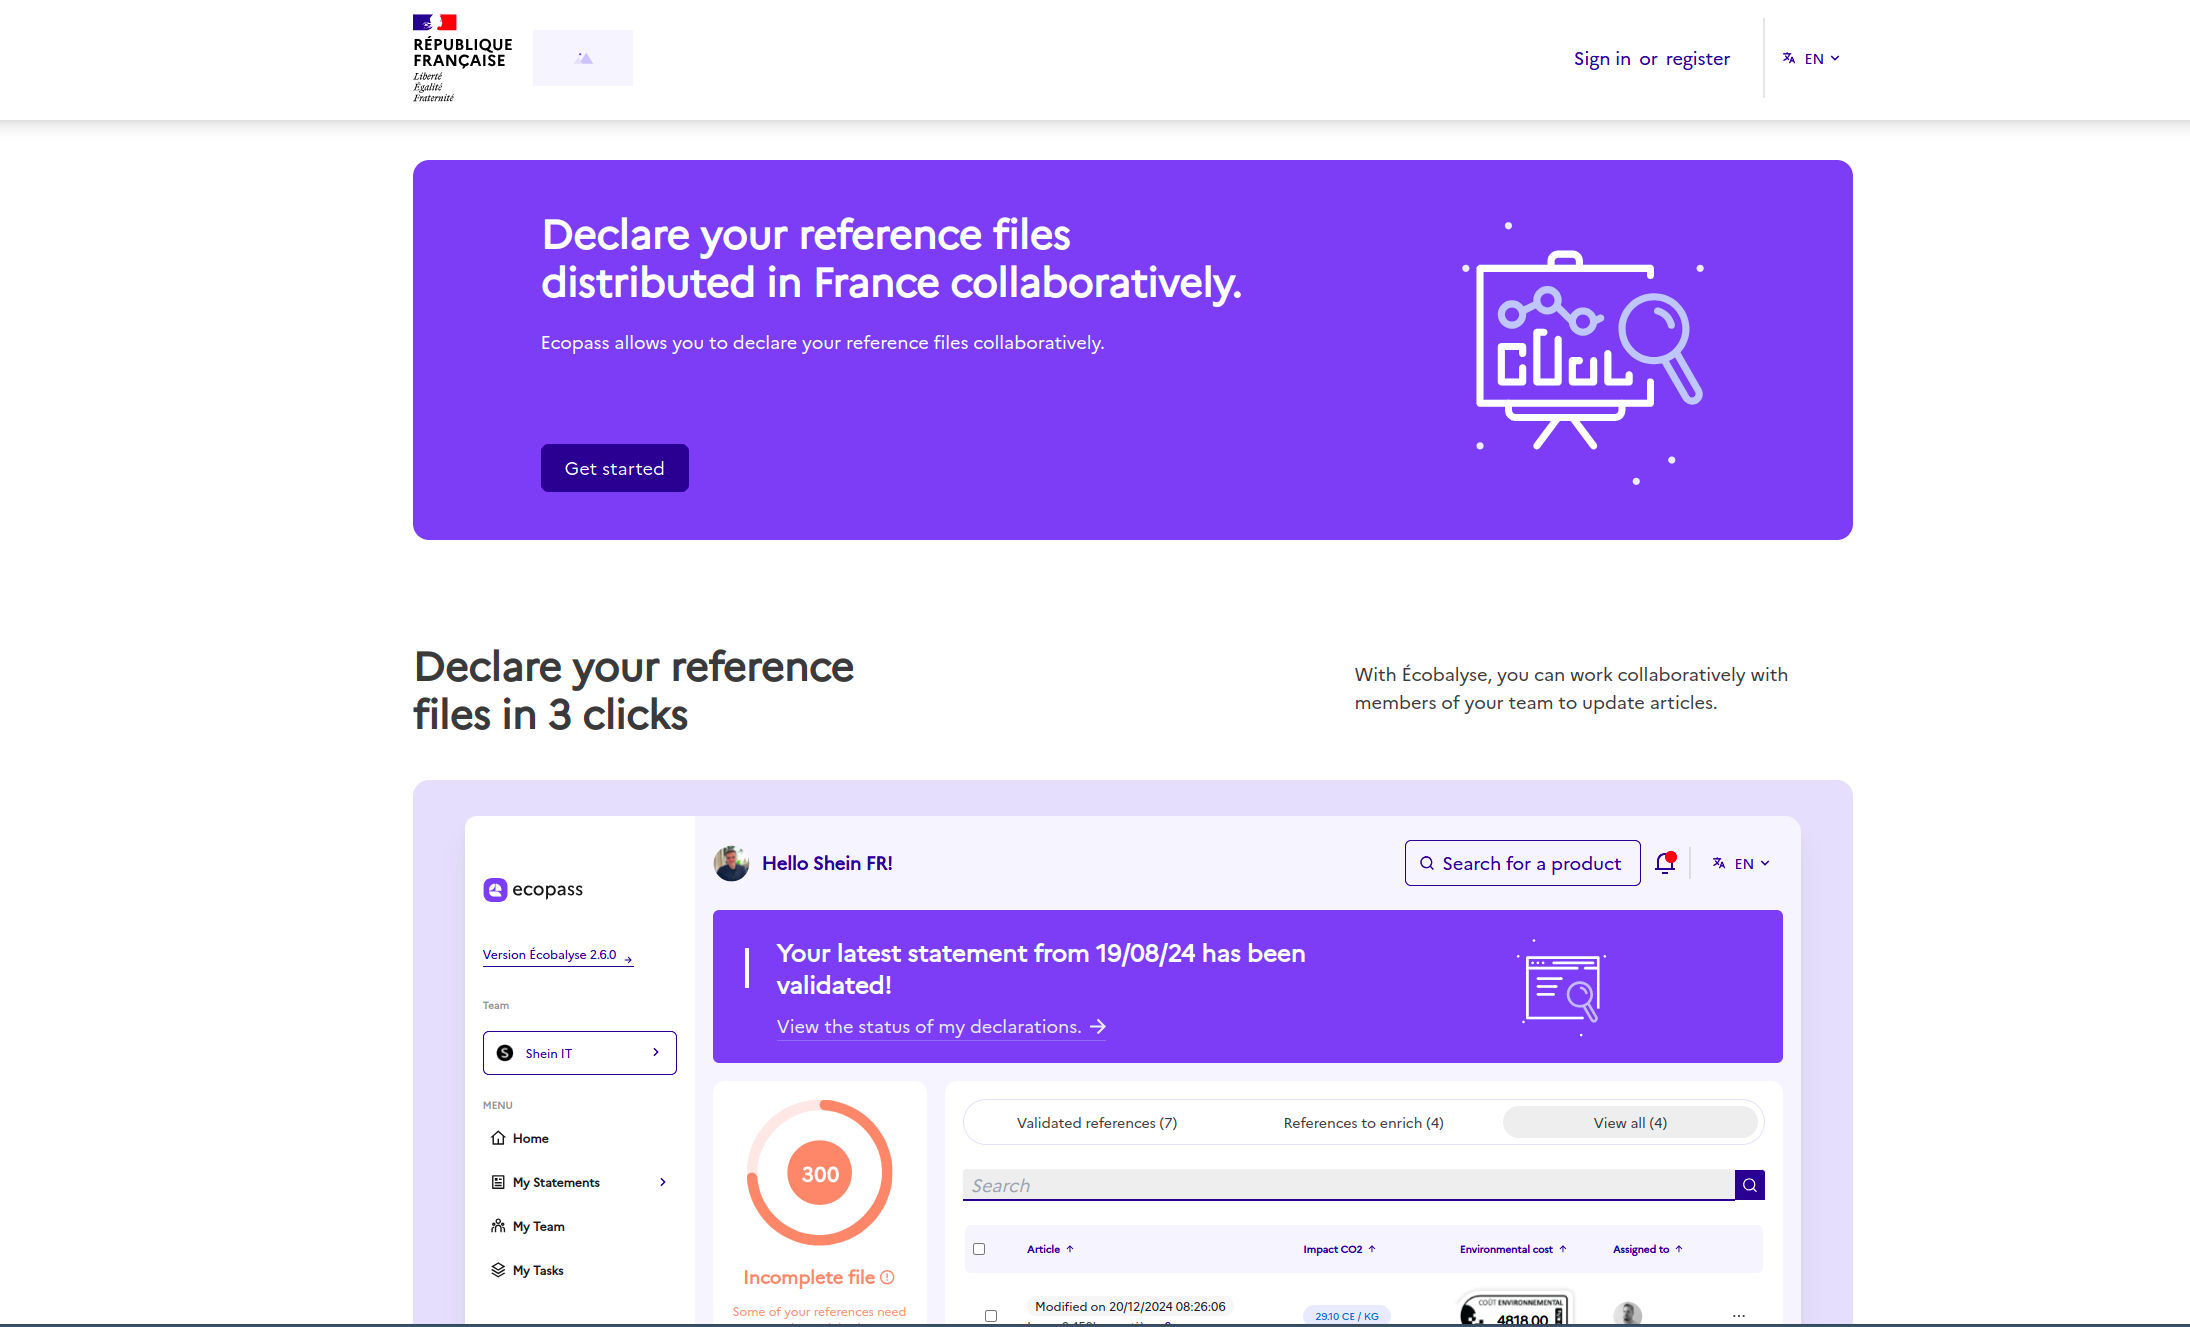 RÉPUBLIQUE
FRANÇAISE
Liberté
Égalité
Fraternité
Sign in or register
EN
Declare your reference files
distributed in France collaboratively.
Ecopass allows you to declare your reference files collaboratively.
Get started
Declare your reference
files in 3 clicks
With Écobalyse, you can work collaboratively with
members of your team to update articles.
ecopass
Version Écobalyse 2.6.0 →
Team
S Shein IT
MENU
Home
My Statements
My Team
My Tasks
Hello Shein FR!
Search for a product
EN
Your latest statement from 19/08/24 has been
validated!
View the status of my declarations. →
300
Incomplete file
Some of your references need
Validated references (7)
References to enrich (4)
View all (4)
Search
Article ↑
Impact CO2 ↑
Environmental cost ↑
Assigned to ↑
Modified on 20/12/2024 08:26:06
29.10 CE / KG
COÛT ENVIRONNEMENTAL
4818.00
...